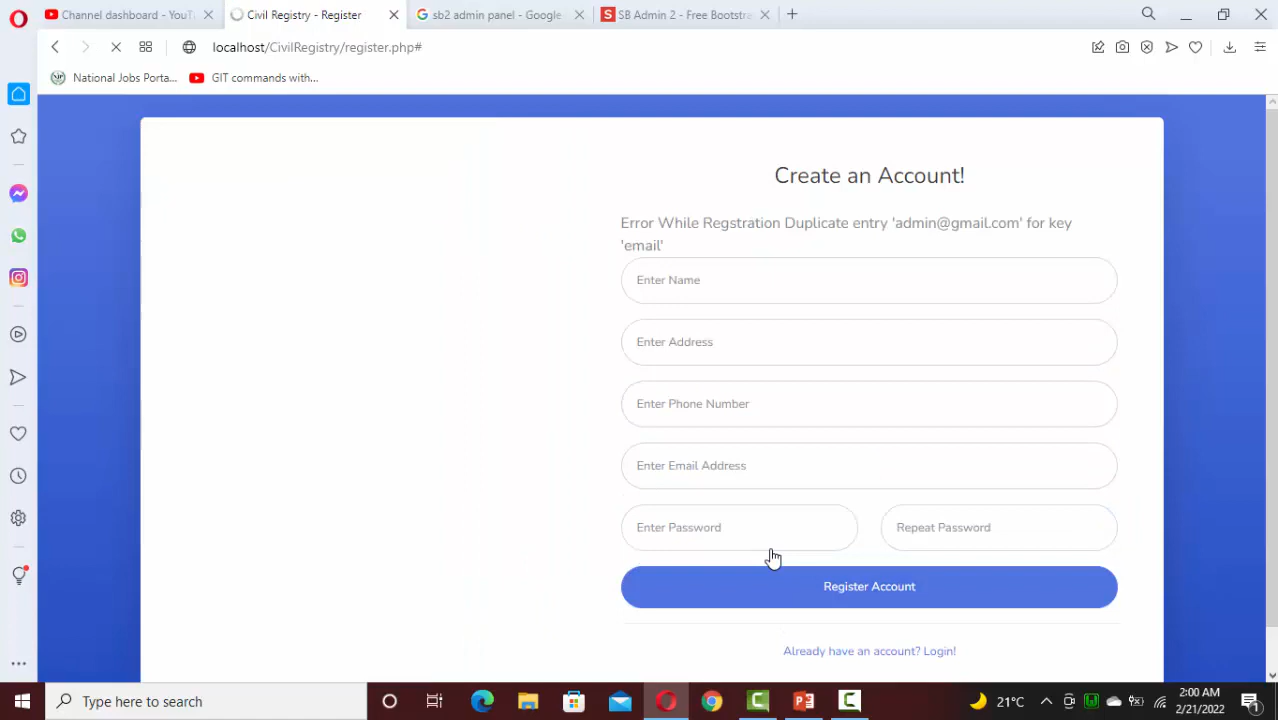 Channel dashboard - YouT
Civil Registry - Register
sb2 admin panel - Google
SB Admin 2 - Free Bootstra
localhost/CivilRegistry/register.php#
National Jobs Porta...
GIT commands with...
Create an Account!
Error While Regstration Duplicate entry 'admin@gmail.com' for key
'email'
Enter Name
Enter Address
Enter Phone Number
Enter Email Address
Enter Password
Repeat Password
Register Account
Already have an account? Login!
Type here to search
21°C
2:00 AM
2/21/2022